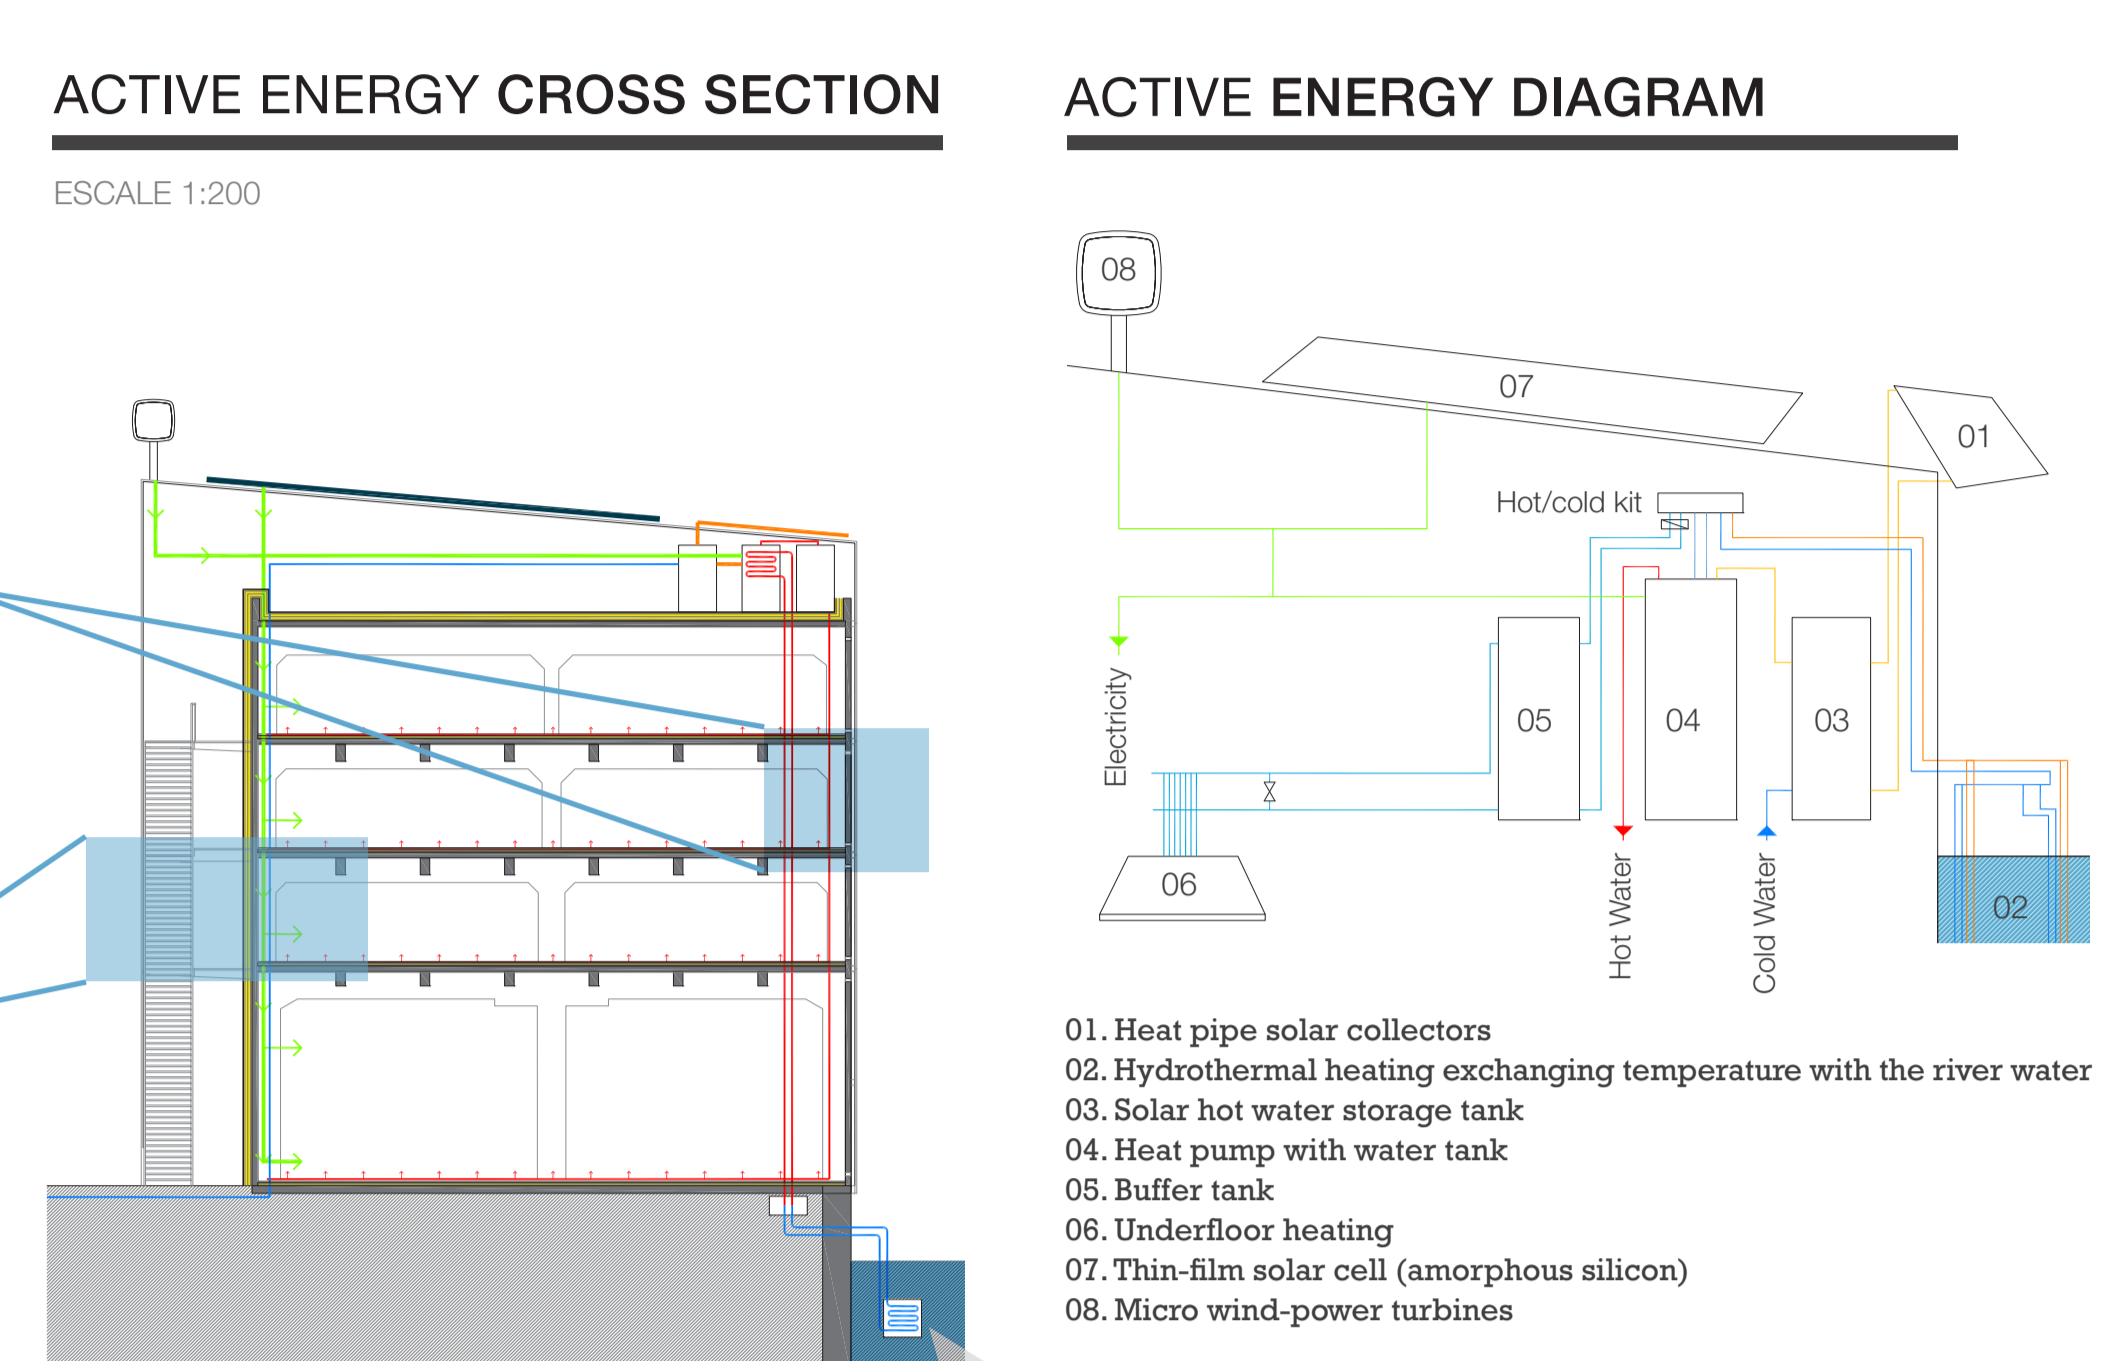 ACTIVE ENERGY CROSS SECTION
ESCALE 1:200
ACTIVE ENERGY DIAGRAM
08
07
01
Hot/cold kit
05
04
03
Electricity
06
02
Hot Water
Cold Water
01. Heat pipe solar collectors
02. Hydrothermal heating exchanging temperature with the river water
03. Solar hot water storage tank
04. Heat pump with water tank
05. Buffer tank
06. Underfloor heating
07. Thin-film solar cell (amorphous silicon)
08. Micro wind-power turbines